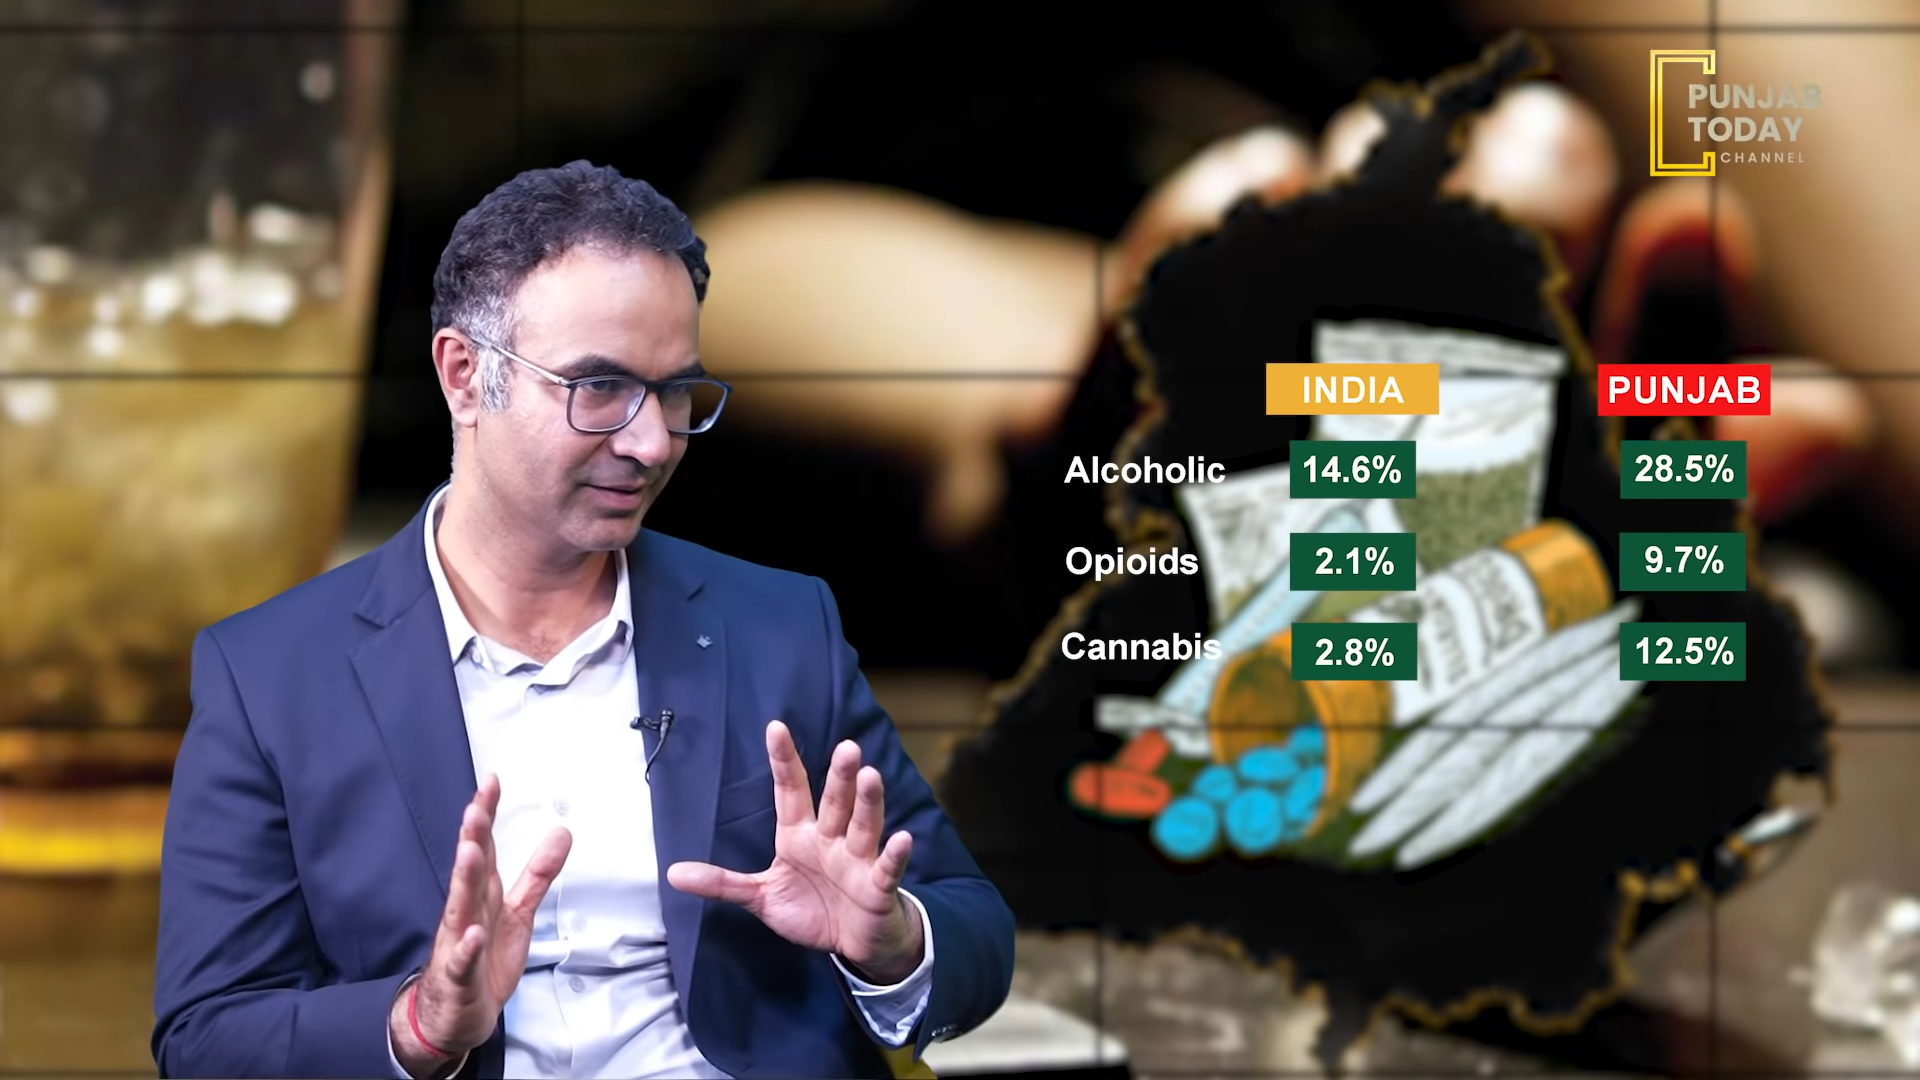 PUNJAB
TODAY
CHANNEL
INDIA PUNJAB
Alcoholic 14.6% 28.5%
Opioids 2.1% 9.7%
Cannabis 2.8% 12.5%